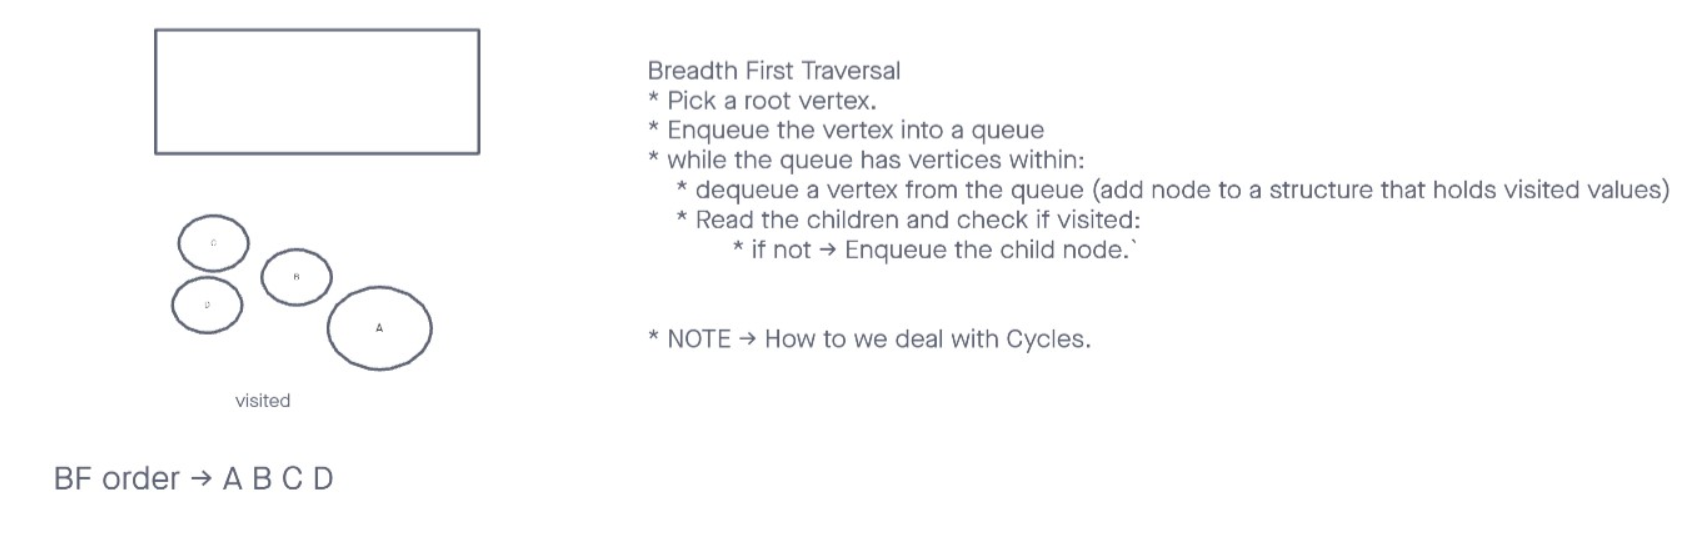 Breadth First Traversal
* Pick a root vertex.
* Enqueue the vertex into a queue
* while the queue has vertices within:
* dequeue a vertex from the queue (add node to a structure that holds visited values)
* Read the children and check if visited:
* if not → Enqueue the child node.`
* NOTE → How to we deal with Cycles.
C
B
D
A
visited
BF order → A B C D